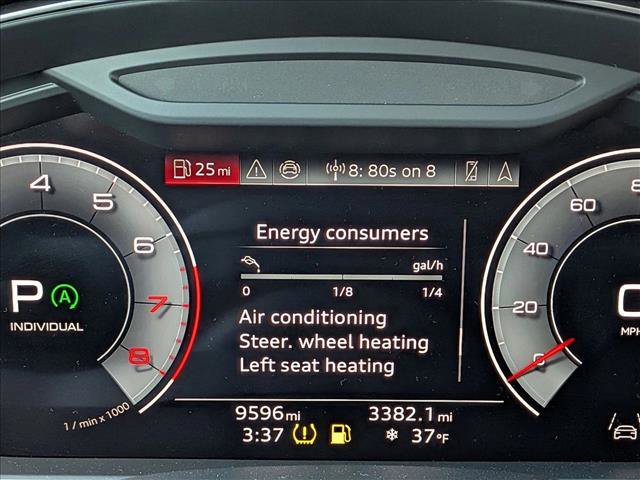 25 mi 8: 80s on 8
4 5 6 7 8
1 / min x 1000
P A
INDIVIDUAL
Energy consumers
gal/h
0 1/8 1/4
Air conditioning
Steer. wheel heating
Left seat heating
80 60 40 20 0
MPH
9596 mi 3382.1 mi
3:37 37°F